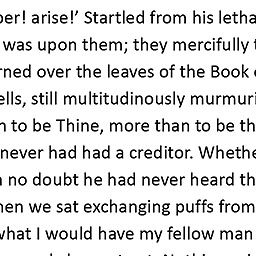 er! arise!’ Startled from his letha
was upon them; they mercifully
rned over the leaves of the Book
ells, still multitudinously murmuri
to be Thine, more than to be th
never had had a creditor. Whethe
no doubt he had never heard th
hen we sat exchanging puffs from
what I would have my fellow man